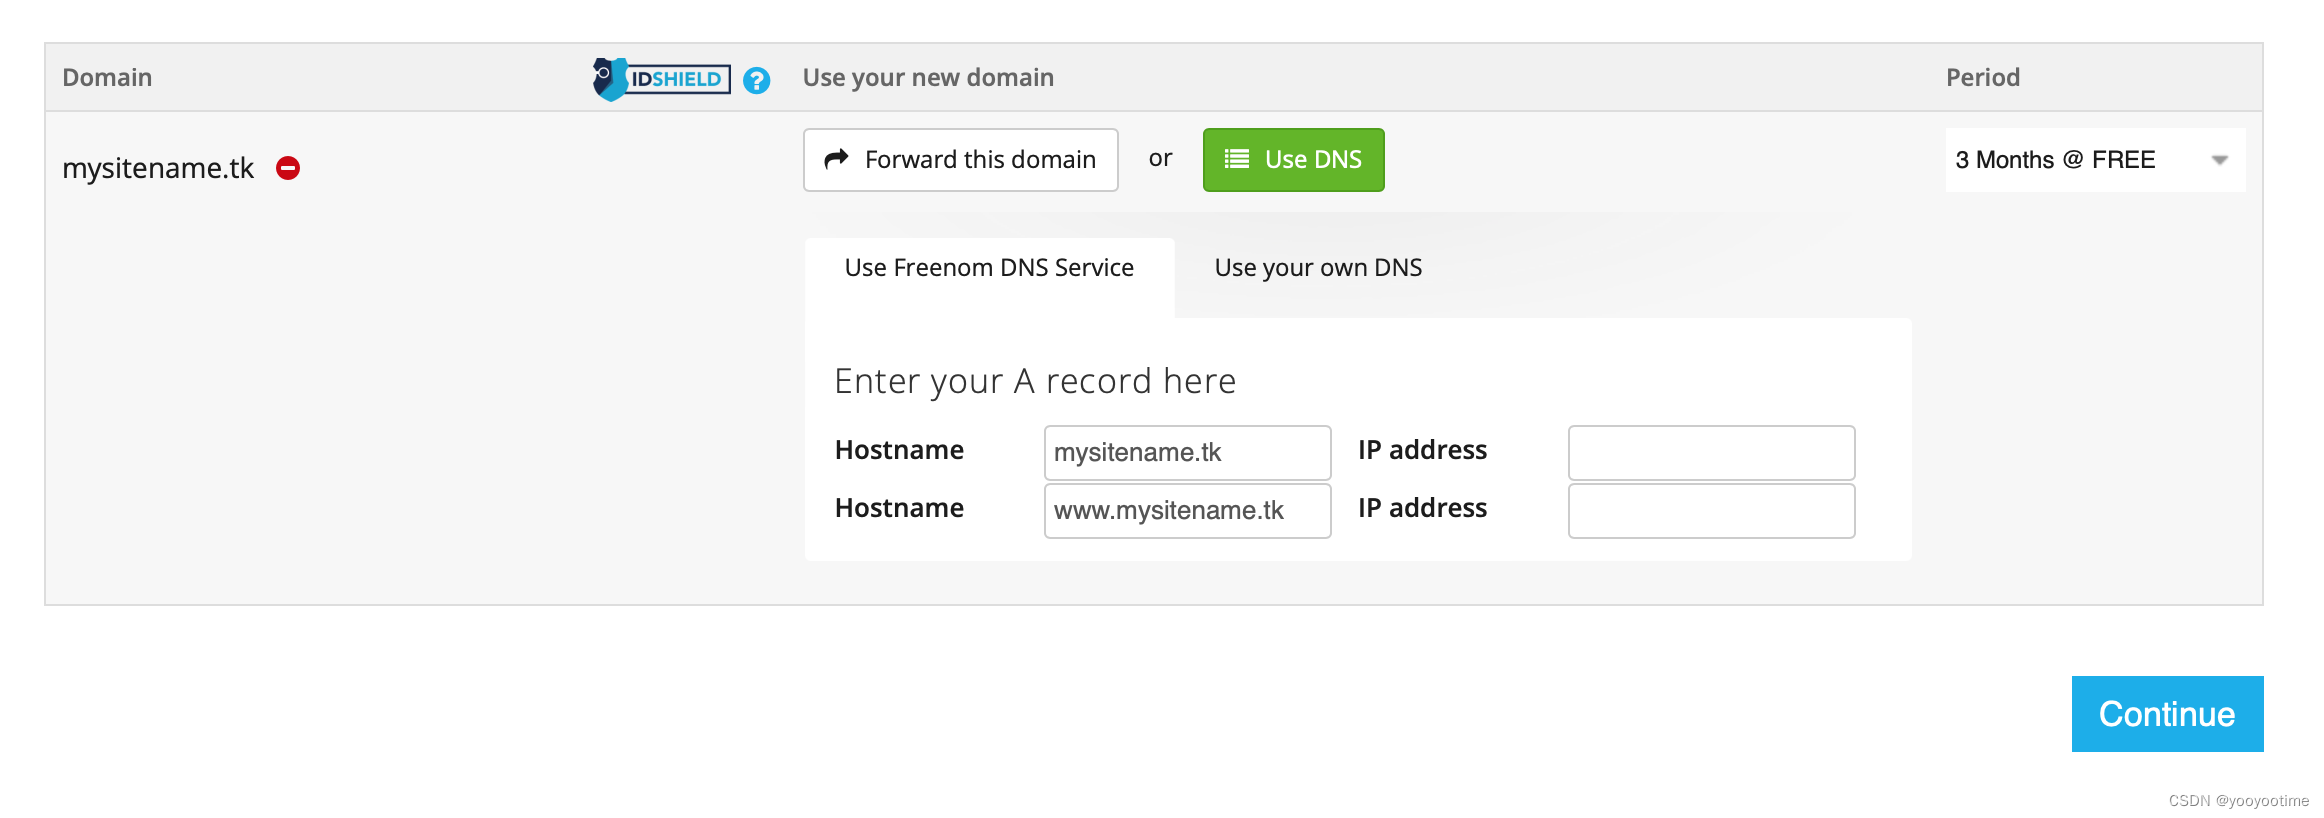 Domain IDSHIELD ? Use your new domain Period
mysitename.tk Forward this domain or Use DNS 3 Months @ FREE
Use Freenom DNS Service Use your own DNS
Enter your A record here
Hostname mysitename.tk IP address
Hostname www.mysitename.tk IP address
Continue
CSDN @yooyootime